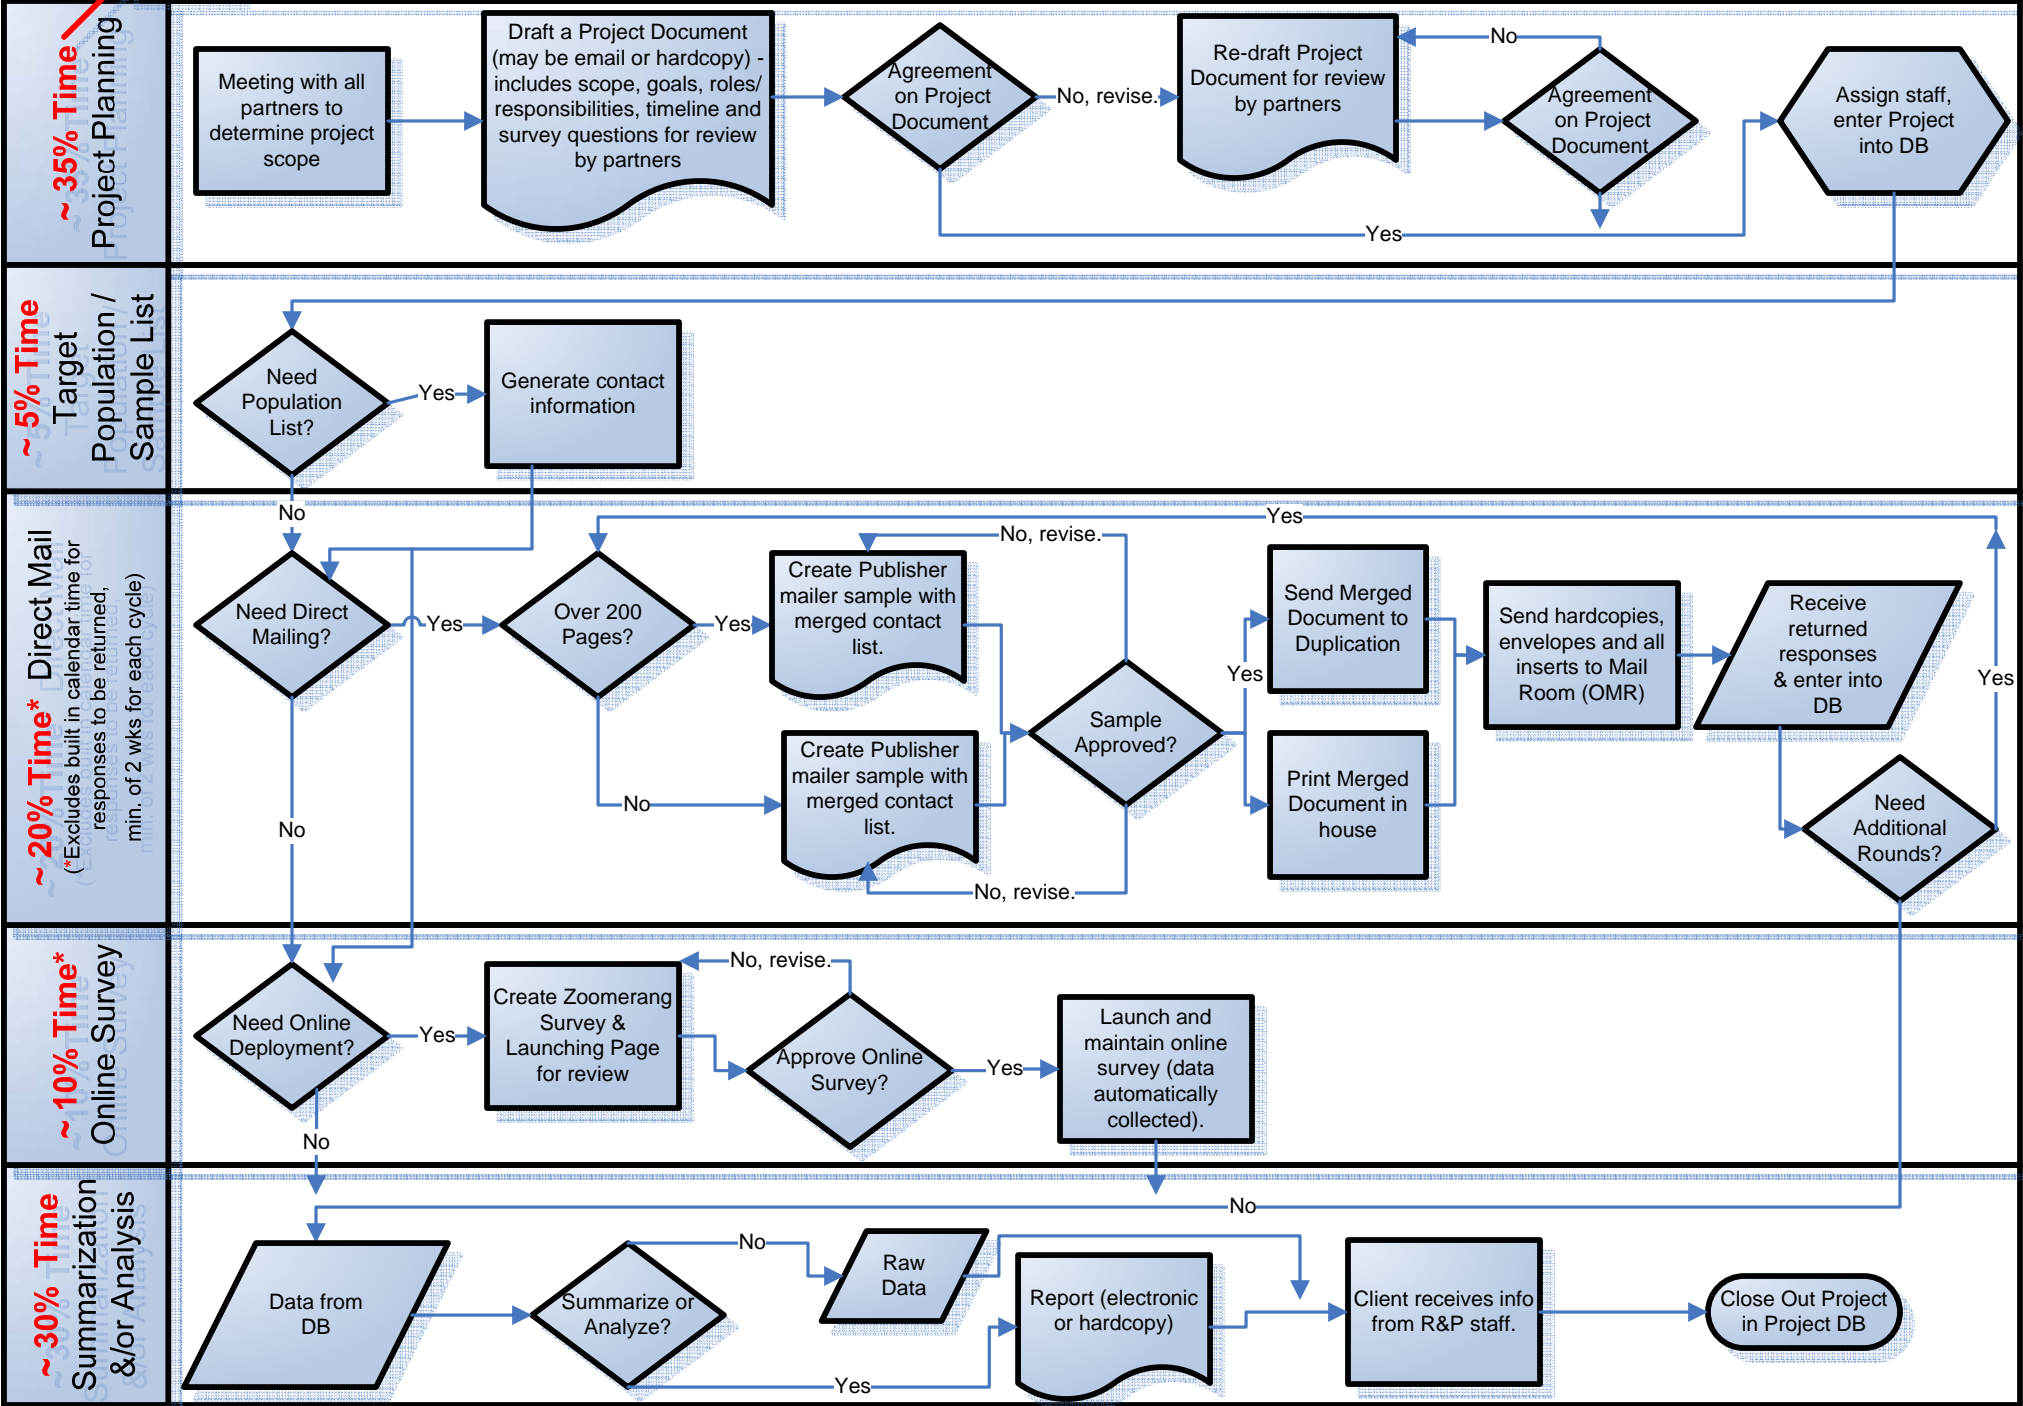 ~ 35% Time
Project Planning
Meeting with all
partners to
determine project
scope
Draft a Project Document
(may be email or hardcopy) -
includes scope, goals, roles/
responsibilities, timeline and
survey questions for review
by partners
Agreement
on Project
Document
No, revise.
Re-draft Project
Document for review
by partners
No
Agreement
on Project
Document
Yes
Assign staff,
enter Project
into DB
~ 5% Time
Target
Population /
Sample List
Need
Population
List?
Yes
Generate contact
information
No
~20% Time* Direct Mail
(*Excludes built in calendar time for
responses to be returned,
min. of 2 wks for each cycle)
Need Direct
Mailing?
Yes
No
Over 200
Pages?
Yes
No
Create Publisher
mailer sample with
merged contact
list.
Create Publisher
mailer sample with
merged contact
list.
No, revise.
Sample
Approved?
No, revise.
Yes
Send Merged
Document to
Duplication
Print Merged
Document in
house
Send hardcopies,
envelopes and all
inserts to Mail
Room (OMR)
Receive
returned
responses
& enter into
DB
Need
Additional
Rounds?
Yes
Yes
~10% Time*
Online Survey
Need Online
Deployment?
Yes
No
Create Zoomerang
Survey &
Launching Page
for review
No, revise.
Approve Online
Survey?
Yes
Launch and
maintain online
survey (data
automatically
collected).
~ 30% Time
Summarization
&/or Analysis
No
Data from
DB
Summarize or
Analyze?
No
Yes
Raw
Data
Report (electronic
or hardcopy)
Client receives info
from R&P staff.
Close Out Project
in Project DB